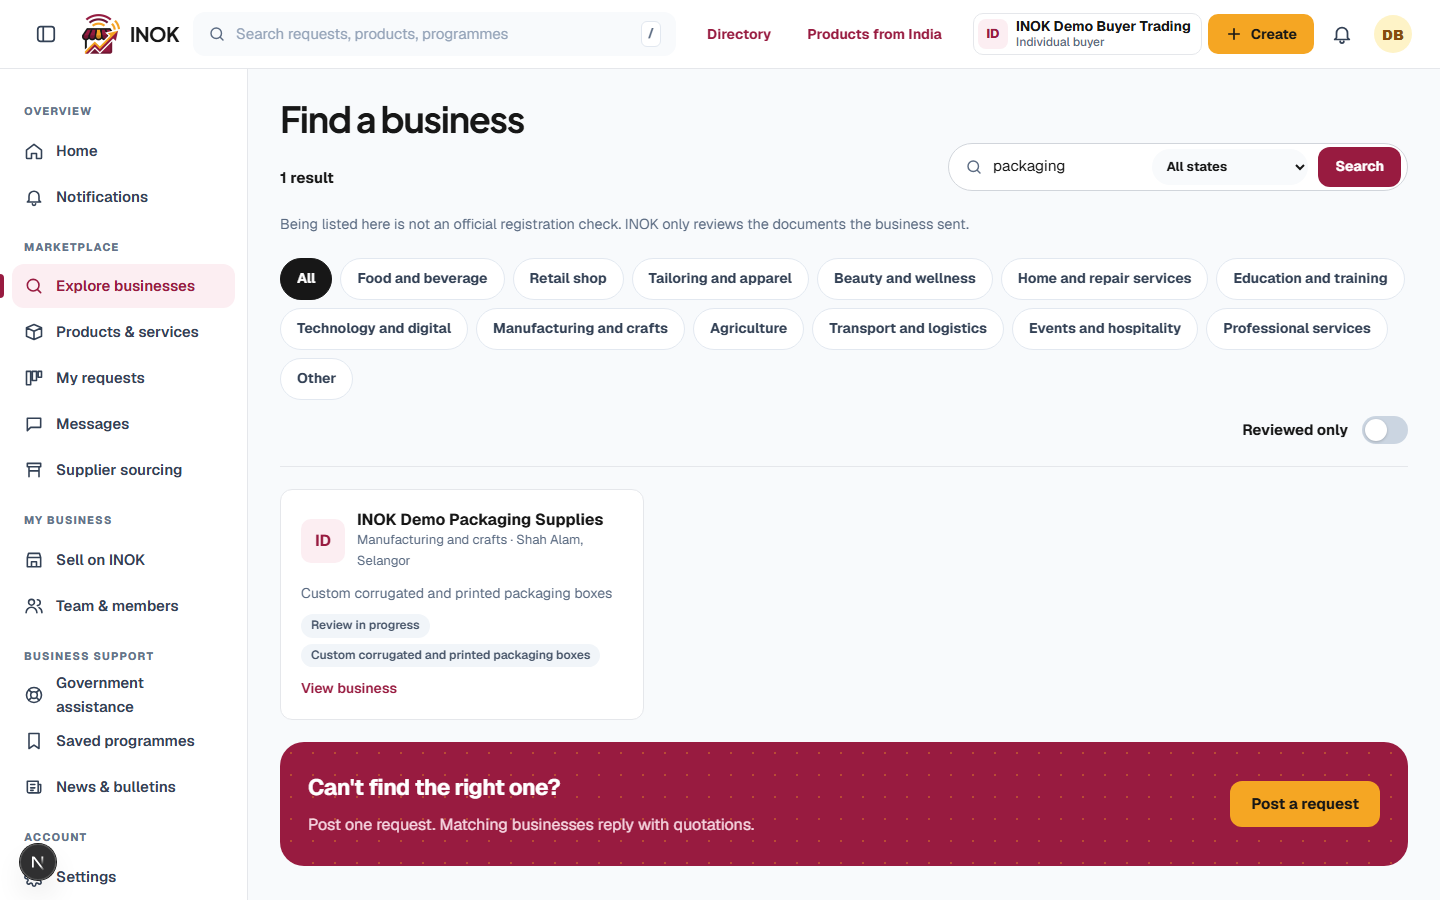 INOK
Search requests, products, programmes
/
Directory
Products from India
ID
INOK Demo Buyer Trading
Individual buyer
Create
DB
OVERVIEW
Home
Notifications
MARKETPLACE
Explore businesses
Products & services
My requests
Messages
Supplier sourcing
MY BUSINESS
Sell on INOK
Team & members
BUSINESS SUPPORT
Government
assistance
Saved programmes
News & bulletins
ACCOUNT
N
Settings
Find a business
1 result
packaging
All states
Search
Being listed here is not an official registration check. INOK only reviews the documents the business sent.
All
Food and beverage
Retail shop
Tailoring and apparel
Beauty and wellness
Home and repair services
Education and training
Technology and digital
Manufacturing and crafts
Agriculture
Transport and logistics
Events and hospitality
Professional services
Other
Reviewed only
ID
INOK Demo Packaging Supplies
Manufacturing and crafts · Shah Alam,
Selangor
Custom corrugated and printed packaging boxes
Review in progress
Custom corrugated and printed packaging boxes
View business
Can't find the right one?
Post one request. Matching businesses reply with quotations.
Post a request